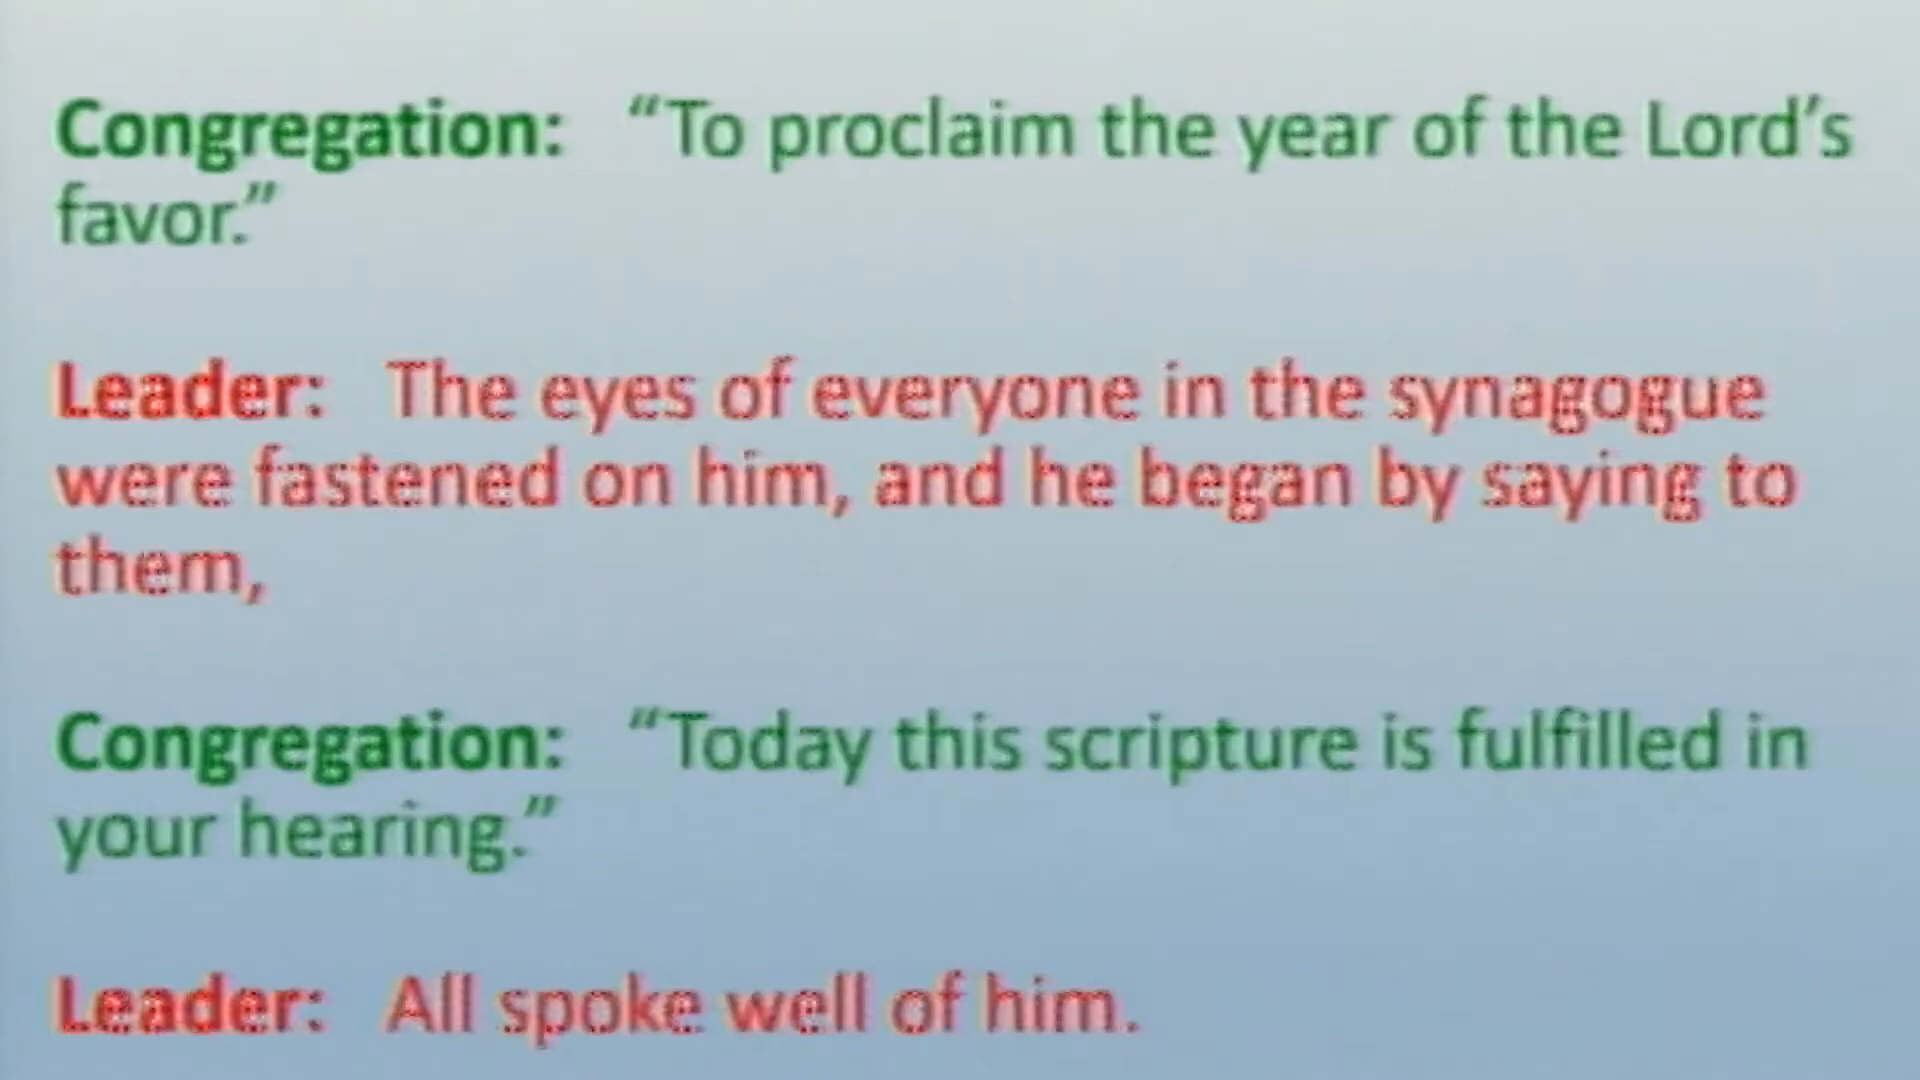 Congregation: “To proclaim the year of the Lord’s
favor.”
Leader: The eyes of everyone in the synagogue
were fastened on him, and he began by saying to
them,
Congregation: “Today this scripture is fulfilled in
your hearing.”
Leader: All spoke well of him.